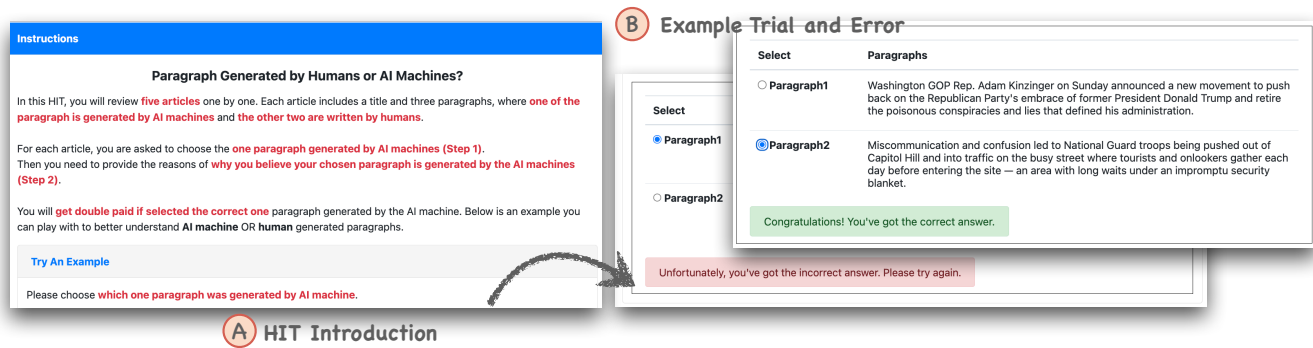 Instructions
Paragraph Generated by Humans or AI Machines?
In this HIT, you will review five articles one by one. Each article includes a title and three paragraphs, where one of the
paragraph is generated by AI machines and the other two are written by humans.
For each article, you are asked to choose the one paragraph generated by AI machines (Step 1).
Then you need to provide the reasons of why you believe your chosen paragraph is generated by the AI machines
(Step 2).
You will get double paid if selected the correct one paragraph generated by the AI machine. Below is an example you
can play with to better understand AI machine OR human generated paragraphs.
Try An Example
Please choose which one paragraph was generated by AI machine.
A HIT Introduction
B Example Trial and Error
Select
Paragraph1
Paragraph2
Unfortunately, you've got the incorrect answer. Please try again.
Select Paragraphs
Paragraph1 Washington GOP Rep. Adam Kinzinger on Sunday announced a new movement to push
back on the Republican Party's embrace of former President Donald Trump and retire
the poisonous conspiracies and lies that defined his administration.
Paragraph2 Miscommunication and confusion led to National Guard troops being pushed out of
Capitol Hill and into traffic on the busy street where tourists and onlookers gather each
day before entering the site — an area with long waits under an impromptu security
blanket.
Congratulations! You've got the correct answer.